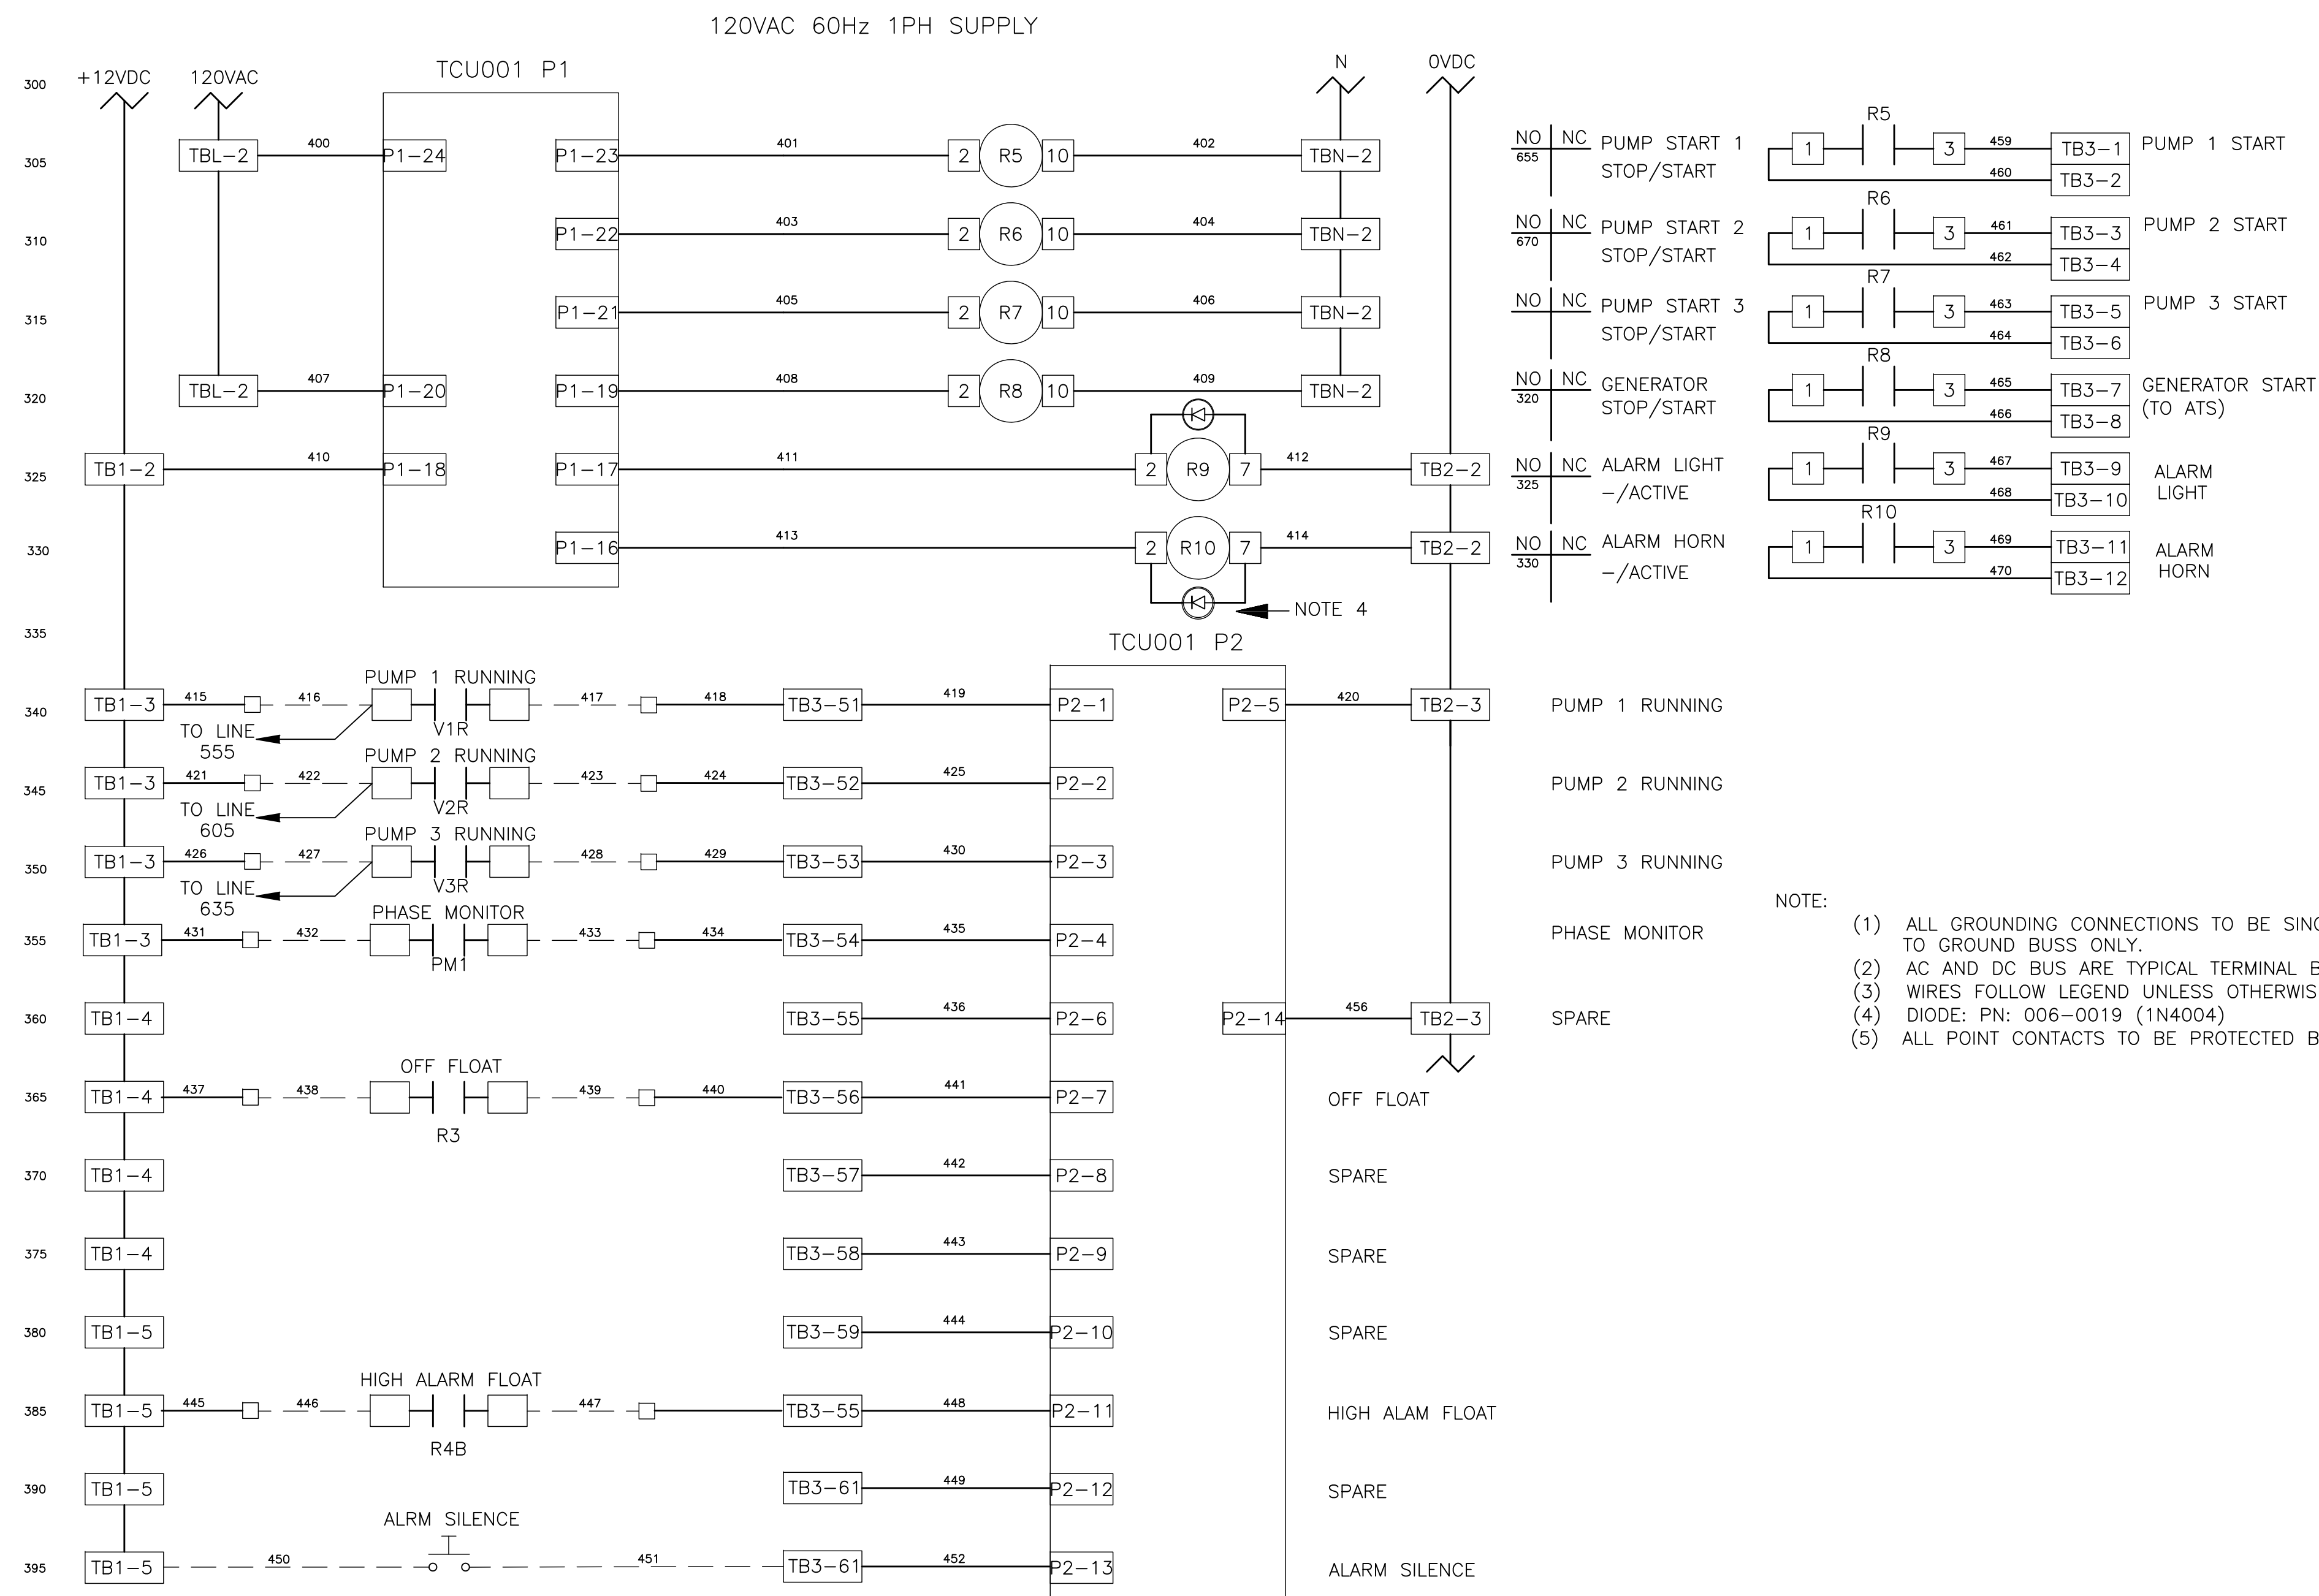 120VAC 60Hz 1PH SUPPLY
300 +12VDC 120VAC TCU001 P1 N 0VDC
R5
400 401 402 NO NC PUMP START 1 459 PUMP 1 START
305 TBL-2 P1-24 P1-23 2 R5 10 TBN-2 655 1 3 TB3-1
STOP/START 460 TB3-2
R6
403 404 NO NC PUMP START 2 461 PUMP 2 START
310 P1-22 2 R6 10 TBN-2 670 1 3 TB3-3
STOP/START 462 TB3-4
R7
405 406 NO NC PUMP START 3 463 PUMP 3 START
315 P1-21 2 R7 10 TBN-2 1 3 TB3-5
STOP/START 464 TB3-6
R8
407 408 409 NO NC GENERATOR 465 GENERATOR START
320 TBL-2 P1-20 P1-19 2 R8 10 TBN-2 320 1 3 TB3-7
STOP/START 466 TB3-8 (TO ATS)
R9
410 411 412 NO NC ALARM LIGHT 467
325 TB1-2 P1-18 P1-17 2 R9 7 TB2-2 325 1 3 TB3-9 ALARM
-/ACTIVE 468 TB3-10 LIGHT
R10
413 414 NO NC ALARM HORN 469
330 P1-16 2 R10 7 TB2-2 330 1 3 TB3-11 ALARM
-/ACTIVE 470 TB3-12 HORN
NOTE 4
335 TCU001 P2
PUMP 1 RUNNING
415 416 417 418 419 420
340 TB1-3 TB3-51 P2-1 P2-5 TB2-3 PUMP 1 RUNNING
TO LINE V1R
555
PUMP 2 RUNNING
421 422 423 424 425
345 TB1-3 TB3-52 P2-2 PUMP 2 RUNNING
TO LINE V2R
605
PUMP 3 RUNNING
426 427 428 429 430
350 TB1-3 TB3-53 P2-3 PUMP 3 RUNNING
TO LINE V3R
635
PHASE MONITOR
431 432 433 434 435
355 TB1-3 TB3-54 P2-4 PHASE MONITOR
PM1
NOTE:
(1) ALL GROUNDING CONNECTIONS TO BE
TO GROUND BUSS ONLY.
(2) AC AND DC BUS ARE TYPICAL TERMINAL
(3) WIRES FOLLOW LEGEND UNLESS
(4) DIODE: PN: 006-0019 (1N4004)
(5) ALL POINT CONTACTS TO BE PROTECTED
436 456
360 TB1-4 TB3-55 P2-6 P2-14 TB2-3 SPARE
OFF FLOAT
437 438 439 440 441
365 TB1-4 TB3-56 P2-7 OFF FLOAT
R3
442
370 TB1-4 TB3-57 P2-8 SPARE
443
375 TB1-4 TB3-58 P2-9 SPARE
444
380 TB1-5 TB3-59 P2-10 SPARE
HIGH ALARM FLOAT
445 446 447 448
385 TB1-5 TB3-55 P2-11 HIGH ALAM FLOAT
R4B
449
390 TB1-5 TB3-61 P2-12 SPARE
ALRM SILENCE
450 451 452
395 TB1-5 TB3-61 P2-13 ALARM SILENCE